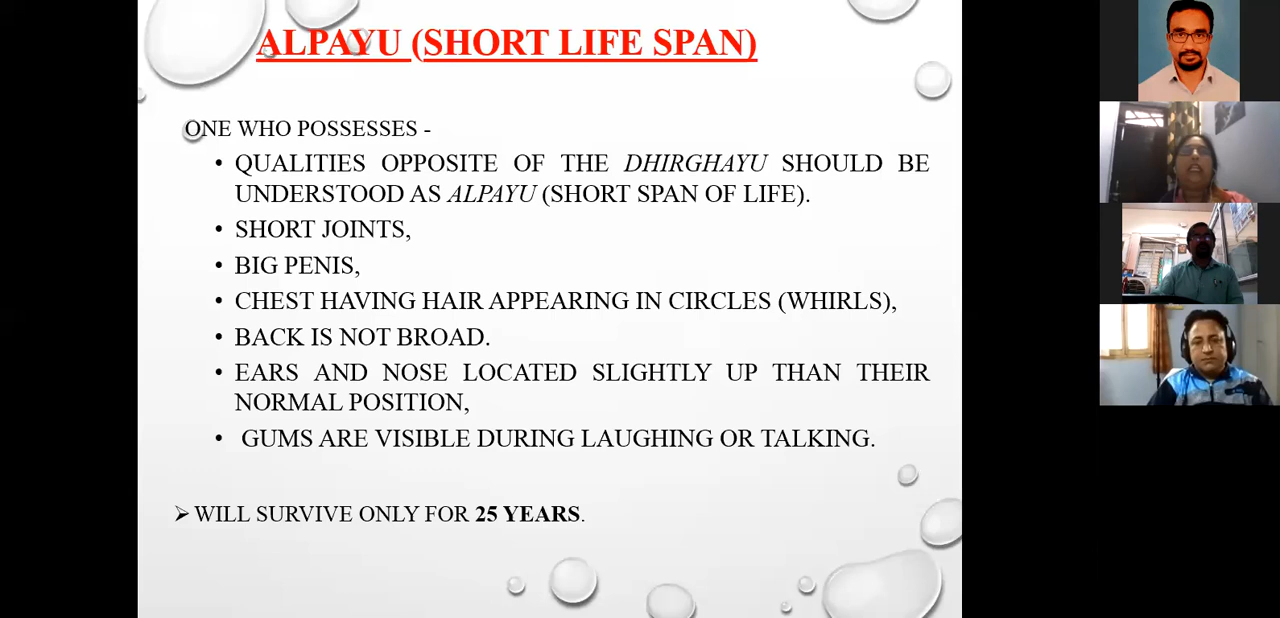 ALPAYU (SHORT LIFE SPAN)
ONE WHO POSSESSES -
• QUALITIES OPPOSITE OF THE DHIRGHAYU SHOULD BE
UNDERSTOOD AS ALPAYU (SHORT SPAN OF LIFE).
• SHORT JOINTS,
• BIG PENIS,
• CHEST HAVING HAIR APPEARING IN CIRCLES (WHIRLS),
• BACK IS NOT BROAD.
• EARS AND NOSE LOCATED SLIGHTLY UP THAN THEIR
NORMAL POSITION,
• GUMS ARE VISIBLE DURING LAUGHING OR TALKING.
➢ WILL SURVIVE ONLY FOR 25 YEARS.